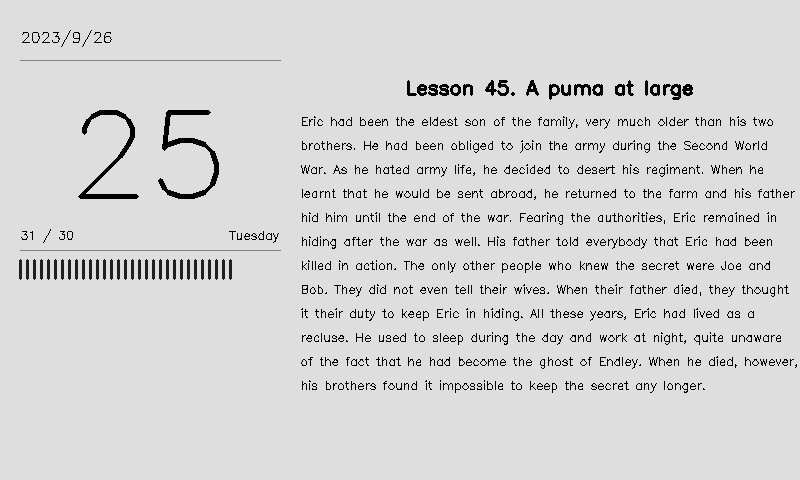 2023/9/26
25
31 / 30
Tuesday
Lesson 45. A puma at large
Eric had been the eldest son of the family, very much older than his two
brothers. He had been obliged to join the army during the Second World
War. As he hated army life, he decided to desert his regiment. When he
learnt that he would be sent abroad, he returned to the farm and his father
hid him until the end of the war. Fearing the authorities, Eric remained in
hiding after the war as well. His father told everybody that Eric had been
killed in action. The only other people who knew the secret were Joe and
Bob. They did not even tell their wives. When their father died, they thought
it their duty to keep Eric in hiding. All these years, Eric had lived as a
recluse. He used to sleep during the day and work at night, quite unaware
of the fact that he had become the ghost of Endley. When he died, however,
his brothers found it impossible to keep the secret any longer.